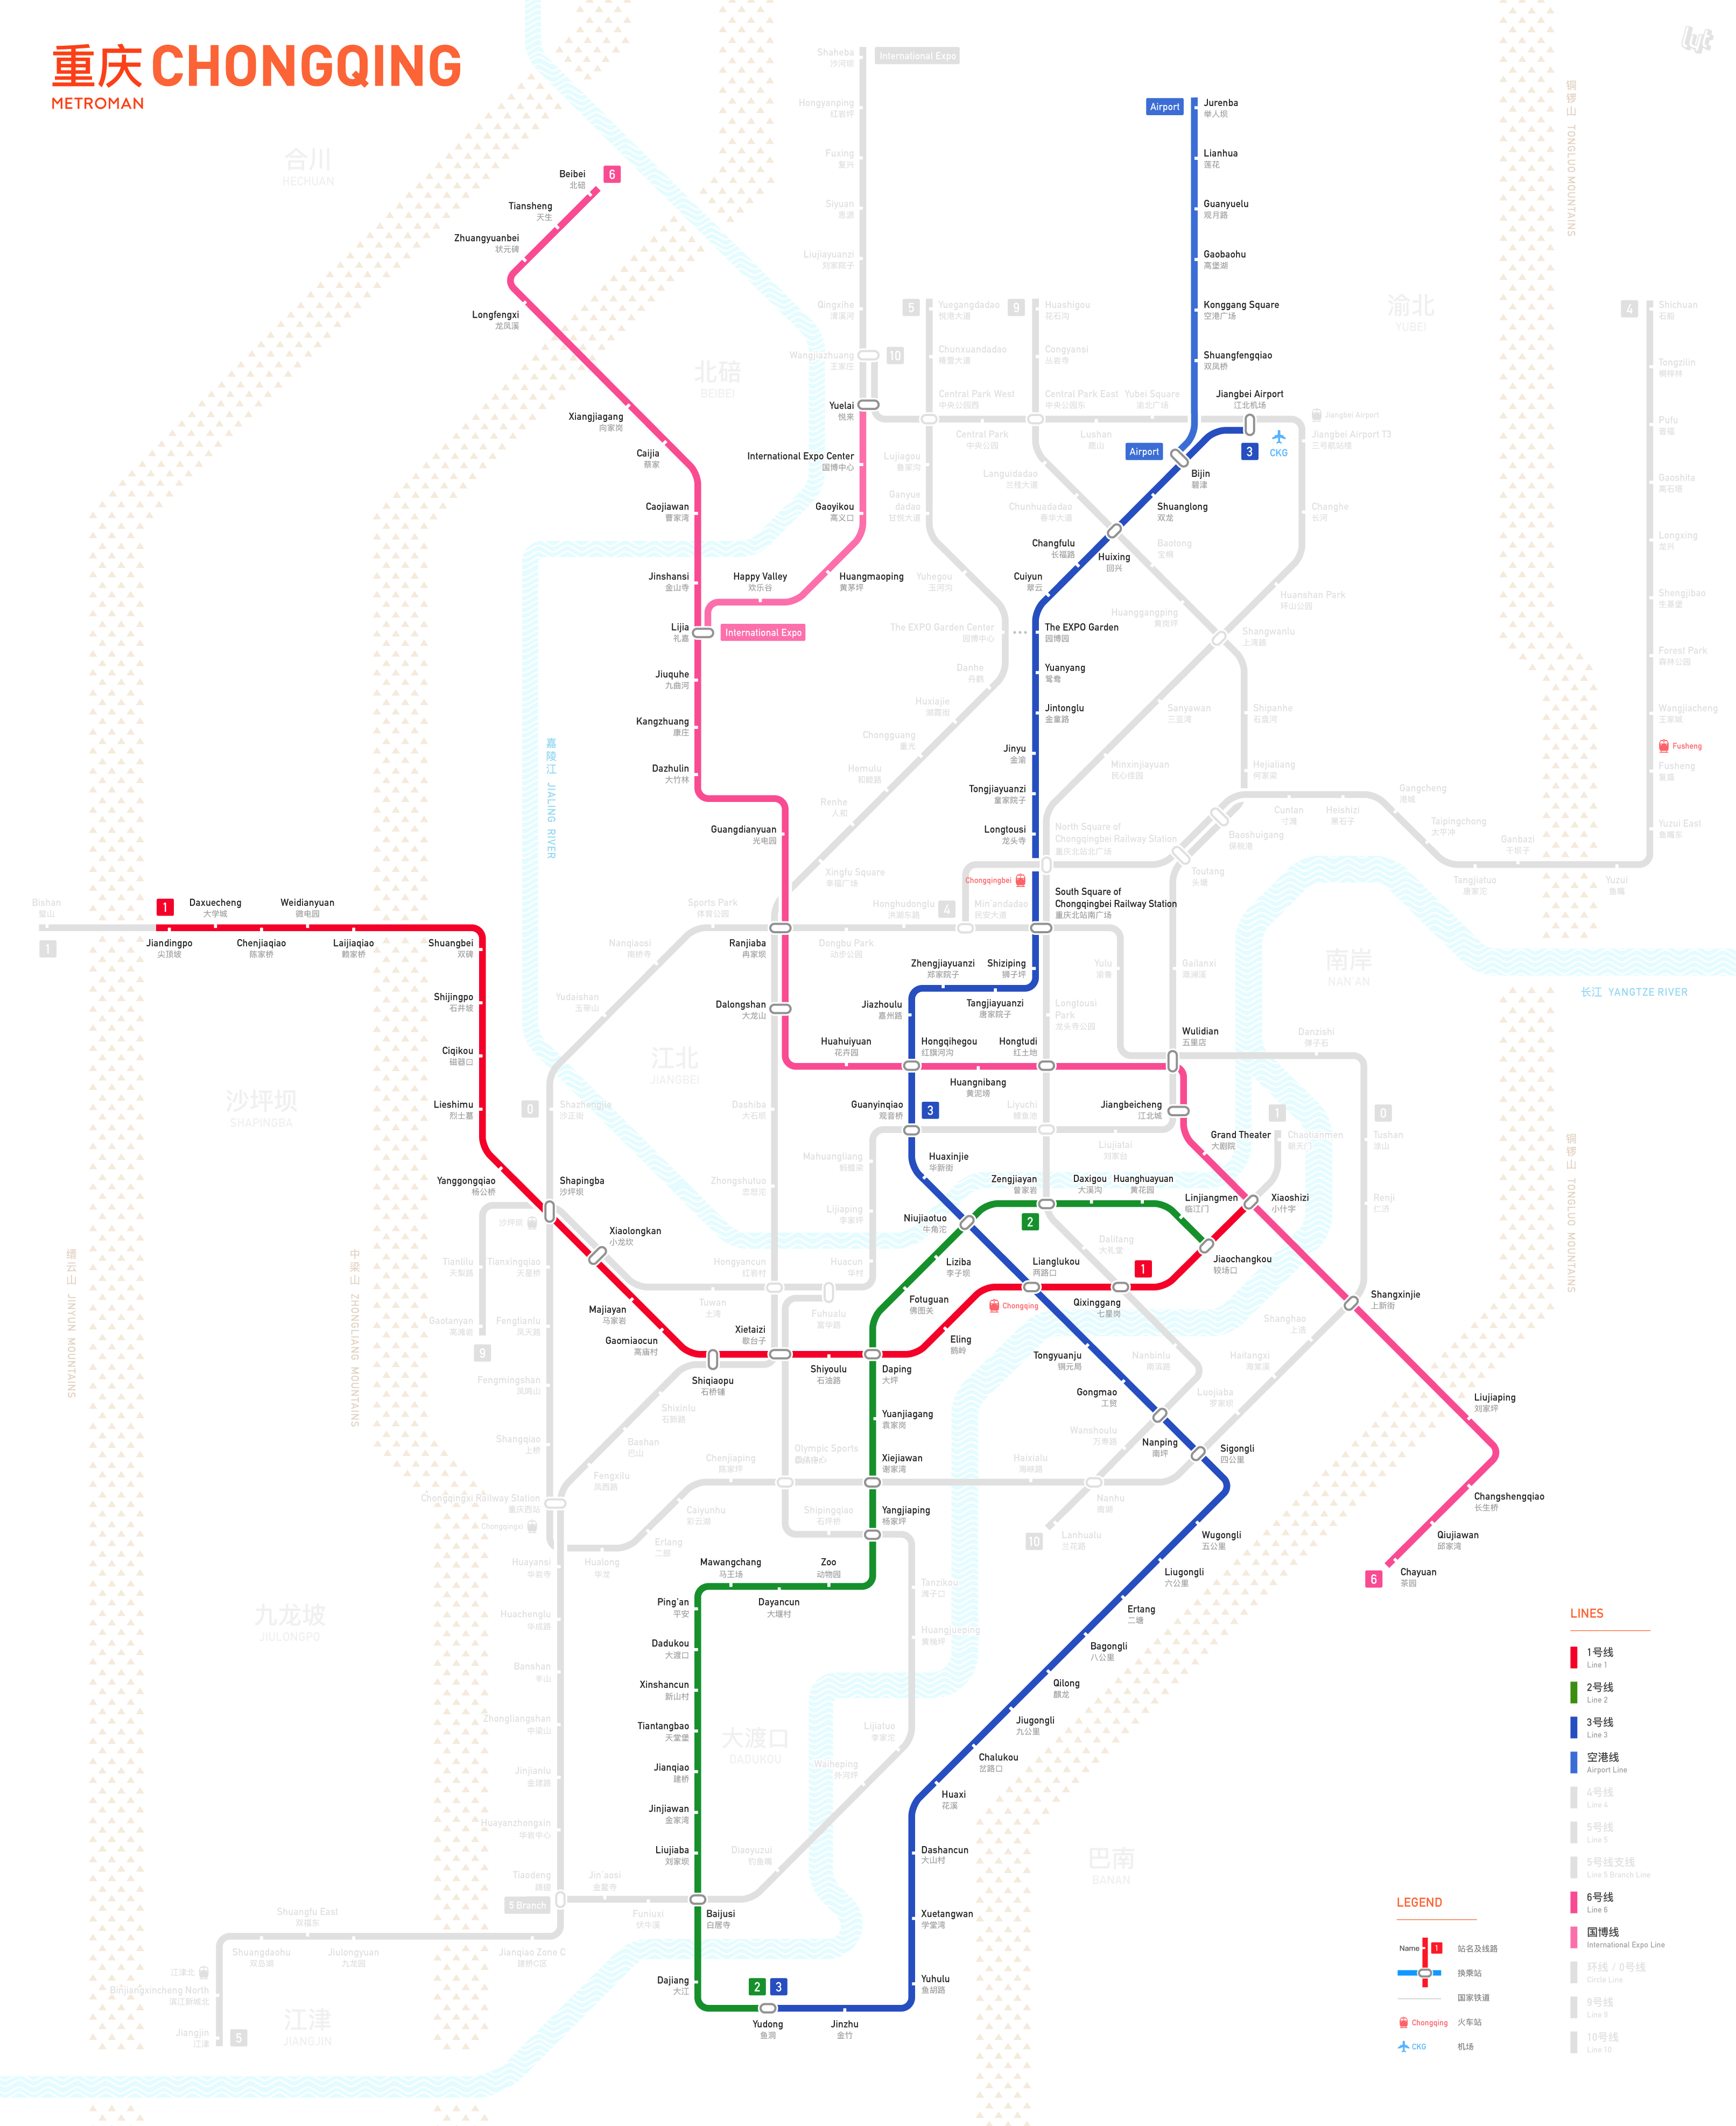 重庆 CHONGQING
METROMAN
lyft
合川
HECHUAN
北碚
BEIBEI
渝北
YUBEI
南岸
NAN'AN
江北
JIANGBEI
沙坪坝
SHAPINGBA
九龙坡
JIULONGPO
大渡口
DADUKOU
巴南
BANAN
江津
JIANGJIN
铜锣山 TONGLUO MOUNTAINS
铜锣山 TONGLUO MOUNTAINS
缙云山 JINYUN MOUNTAINS
中梁山 ZHONGLIANG MOUNTAINS
嘉陵江 JIALING RIVER
长江 YANGTZE RIVER
6
Beibei
北碚
Tiansheng
天生
Zhuangyuanbei
状元碑
Longfengxi
龙凤溪
Xiangjiagang
向家岗
Caijia
蔡家
Caojiawan
曹家湾
Jinshansi
金山寺
Lijia
礼嘉
International Expo
Jiuquhe
九曲河
Kangzhuang
康庄
Dazhulin
大竹林
Guangdianyuan
光电园
Ranjiaba
冉家坝
Dalongshan
大龙山
Huahuiyuan
花卉园
Hongqihegou
红旗河沟
Huangnibang
黄泥塝
Hongtudi
红土地
Wulidian
五里店
Jiangbeicheng
江北城
Grand Theater
大剧院
Xiaoshizi
小什字
Shangxinjie
上新街
Liujiaping
刘家坪
Changshengqiao
长生桥
Qiujiawan
邱家湾
6
Chayuan
茶园
Yuelai
悦来
International Expo Center
国博中心
Gaoyikou
高义口
Huangmaoping
黄茅坪
Happy Valley
欢乐谷
Airport
Jurenba
举人坝
Lianhua
莲花
Guanyuelu
观月路
Gaobaohu
高堡湖
Konggang Square
空港广场
Shuangfengqiao
双凤桥
Airport
Jiangbei Airport
江北机场
3
CKG
Bijin
碧津
Shuanglong
双龙
Huixing
回兴
Changfulu
长福路
Cuiyun
翠云
The EXPO Garden
园博园
Yuanyang
鸳鸯
Jintonglu
金童路
Jinyu
金渝
Tongjiayuanzi
童家院子
Longtousi
龙头寺
Chongqingbei
South Square of
Chongqingbei Railway Station
重庆北站南广场
Shiziping
狮子坪
Tangjiayuanzi
唐家院子
Zhengjiayuanzi
郑家院子
Jiazhoulu
嘉州路
Guanyinqiao
观音桥
3
Huaxinjie
华新街
Niujiaotuo
牛角沱
Lianglukou
两路口
Chongqing
Tongyuanju
铜元局
Gongmao
工贸
Nanping
南坪
Sigongli
四公里
Wugongli
五公里
Liugongli
六公里
Ertang
二塘
Bagongli
八公里
Qilong
麒龙
Jiugongli
九公里
Chalukou
岔路口
Huaxi
花溪
Dashancun
大山村
Xuetangwan
学堂湾
Yuhulu
鱼胡路
Jinzhu
金竹
2 3
Yudong
鱼洞
Dajiang
大江
Baijusi
白居寺
Liujiaba
刘家坝
Jinjiawan
金家湾
Jianqiao
建桥
Tiantangbao
天堂堡
Xinshancun
新山村
Dadukou
大渡口
Ping'an
平安
Mawangchang
马王场
Dayancun
大堰村
Zoo
动物园
Yangjiaping
杨家坪
Xiejiawan
谢家湾
Yuanjiagang
袁家岗
Daping
大坪
Fotuguan
佛图关
Liziba
李子坝
Zengjiayan
曾家岩
2
Daxigou
大溪沟
Huanghuayuan
黄花园
Linjiangmen
临江门
Jiaochangkou
较场口
1
Qixinggang
七星岗
Eling
鹅岭
Shiyoulu
石油路
Xietaizi
歇台子
Shiqiaopu
石桥铺
Gaomiaocun
高庙村
Majiayan
马家岩
Xiaolongkan
小龙坎
Shapingba
沙坪坝
Yanggongqiao
杨公桥
Lieshimu
烈士墓
Ciqikou
磁器口
Shijingpo
石井坡
Shuangbei
双碑
Laijiaqiao
赖家桥
Weidianyuan
微电园
Chenjiaqiao
陈家桥
Daxuecheng
大学城
Jiandingpo
尖顶坡
1
Bishan
璧山
1
Shaheba
沙河坝
International Expo
Hongyanping
红岩坪
Fuxing
复兴
Siyuan
思源
Liujiayuanzi
刘家院子
Qingxihe
清溪河
Wangjiazhuang
王家庄
10
5
Yuegangdadao
悦港大道
Chunxuandadao
椿萱大道
Central Park West
中央公园西
Central Park
中央公园
9
Huashigou
花石沟
Congyansi
丛岩寺
Central Park East
中央公园东
Lushan
鹿山
Yubei Square
渝北广场
Jiangbei Airport
Jiangbei Airport T3
三号航站楼
Changhe
长河
Huanshan Park
环山公园
Shangwanlu
上湾路
Lujiagou
鲁家沟
Ganyue
dadao
甘悦大道
Yuhegou
玉河沟
The EXPO Garden Center
园博中心
Danhe
丹鹤
Huxiajie
湖霞街
Chongguang
重光
Hemulu
和睦路
Renhe
人和
Xingfu Square
幸福广场
Languidadao
兰桂大道
Chunhuadadao
春华大道
Baotong
宝桐
Huanggangping
黄岗坪
Sanyawan
三亚湾
Minxinjiayuan
民心佳园
Shipanhe
石盘河
Hejialiang
何家梁
North Square of
Chongqingbei Railway Station
重庆北站北广场
Baoshuigang
保税港
Toutang
头塘
Cuntan
寸滩
Heishizi
黑石子
Gangcheng
港城
Taipingchong
太平冲
Tangjiatuo
唐家沱
Ganbazi
干坝子
Yuzui
鱼嘴
Yuzui East
鱼嘴东
Fusheng
Fusheng
复盛
Wangjiacheng
王家城
Forest Park
森林公园
Shengjibao
生基堡
Longxing
龙兴
Gaoshita
高石塔
Pufu
普福
Tongzilin
桐梓林
4
Shichuan
石船
Sports Park
体育公园
Nanqiaosi
南桥寺
Yudaishan
玉带山
Dongbu Park
动步公园
Honghudonglu
洪湖东路
4
Min'andadao
民安大道
Yulu
渝鲁
Gailanxi
溉澜溪
Longtousi
Park
龙头寺公园
Danzishi
弹子石
0
Tushan
涂山
Renji
仁济
1
Chaotianmen
朝天门
Liyuchi
鲤鱼池
Liujiatai
刘家台
0
Shazhengjie
沙正街
Dashiba
大石坝
Mahuangliang
蚂蟥梁
Zhongshutuo
忠恕沱
Lijiaping
李家坪
Hongyancun
红岩村
Huacun
华村
Fuhualu
富华路
Tuwan
土湾
沙坪坝
Tianlilu
天梨路
Tianxingqiao
天星桥
Gaotanyan
高滩岩
9
Fengtianlu
凤天路
Fengmingshan
凤鸣山
Shangqiao
上桥
Chongqingxi Railway Station
重庆西站
Chongqingxi
Shixinlu
石新路
Bashan
巴山
Fengxilu
凤西路
Chenjiaping
陈家坪
Caiyunhu
彩云湖
Erlang
二郎
Hualong
华龙
Olympic Sports
Shipingqiao
石坪桥
Dalitang
大礼堂
Nanbinlu
南滨路
Shanghao
上浩
Hailangxi
海棠溪
Luojiaba
罗家坝
Wanshoulu
万寿路
Haixialu
海峡路
Nanhu
南湖
10
Lanhualu
兰花路
Tanzikou
滩子口
Huangjueping
黄桷坪
Lijiatuo
李家沱
Waiheping
外河坪
Diaoyuzui
钓鱼嘴
Huayansi
华岩寺
Huachenglu
华成路
Banshan
半山
Zhongliangshan
中梁山
Jinjianlu
金建路
Huayanzhongxin
华岩中心
Tiaodeng
跳磴
5 Branch
Jin'aosi
金鳌寺
Funiuxi
伏牛溪
Jianqiao Zone C
建桥C区
Jiulongyuan
九龙园
Shuangfu East
双福东
Shuangdaohu
双岛湖
江津北
Binjiangxincheng North
滨江新城北
Jiangjin
江津
5
LINES
1号线
Line 1
2号线
Line 2
3号线
Line 3
空港线
Airport Line
4号线
Line 4
5号线
Line 5
5号线支线
Line 5 Branch Line
6号线
Line 6
国博线
International Expo Line
环线 / 0号线
Circle Line
9号线
Line 9
10号线
Line 10
LEGEND
Name 1 站名及线路
换乘站
国家铁道
Chongqing 火车站
CKG 机场